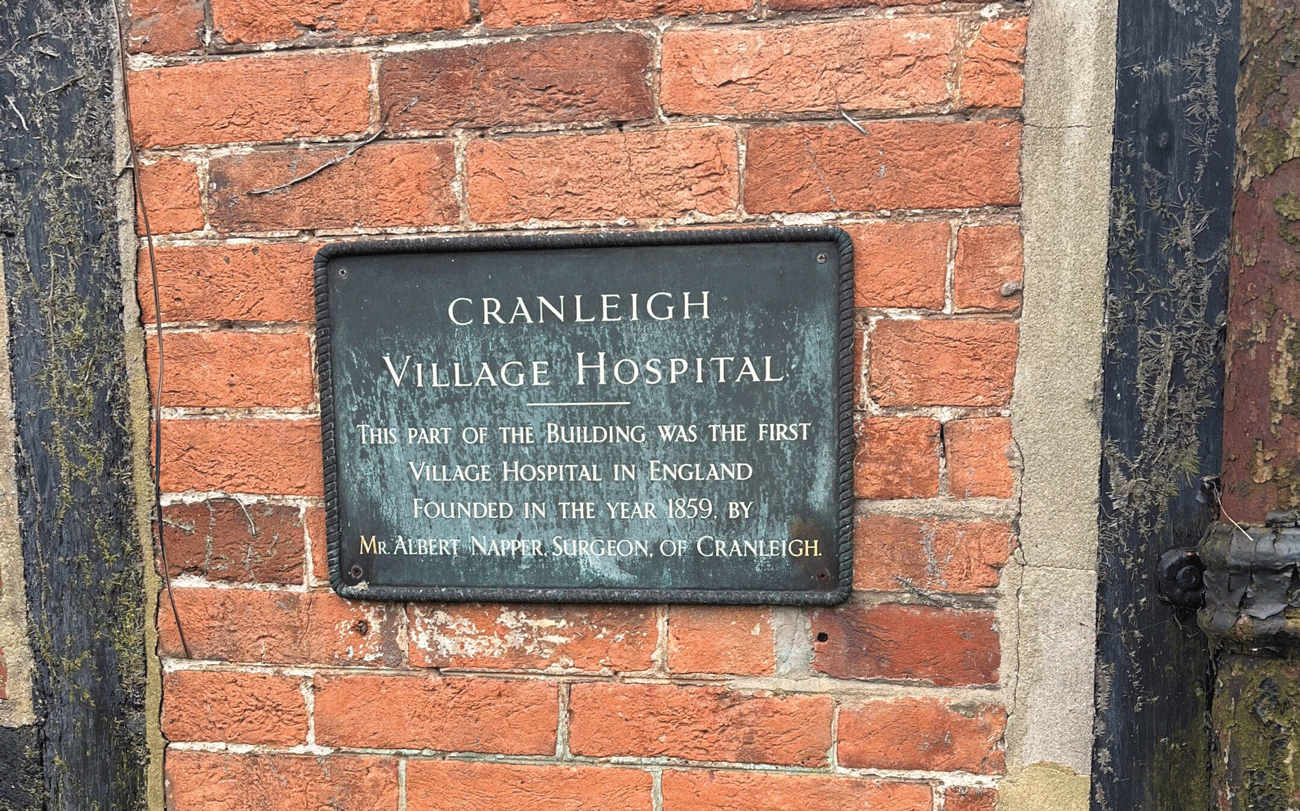 CRANLEIGH
VILLAGE HOSPITAL
THIS PART OF THE BUILDING WAS THE FIRST
VILLAGE HOSPITAL IN ENGLAND
FOUNDED IN THE YEAR 1859, BY
MR. ALBERT NAPPER, SURGEON, OF CRANLEIGH.